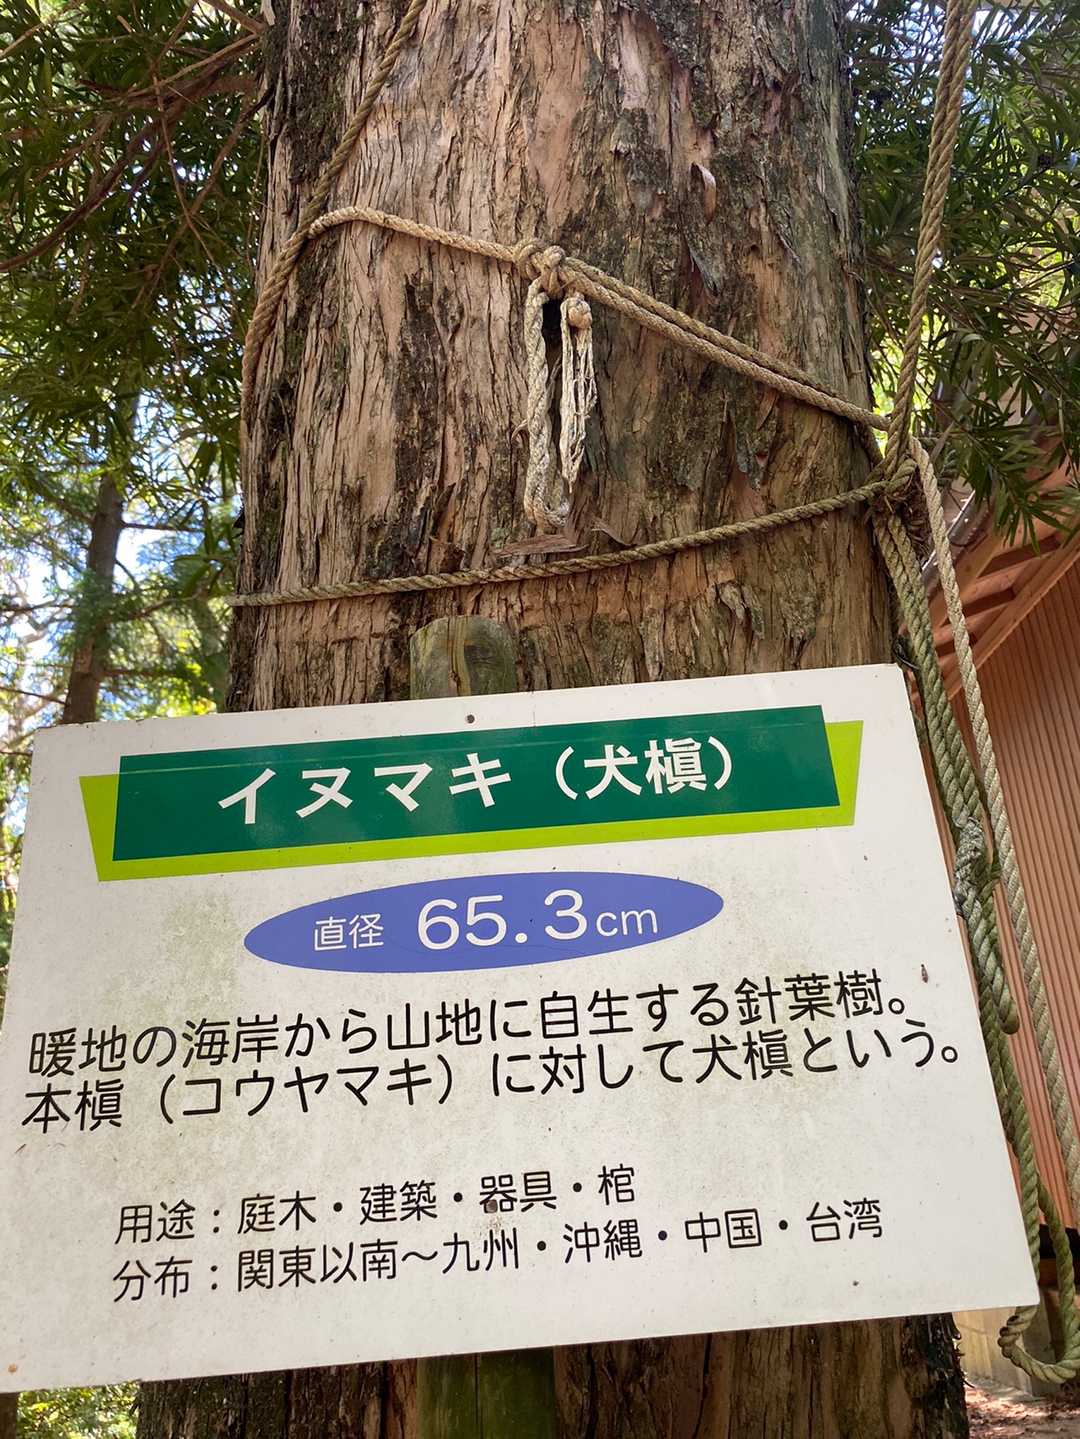 イヌマキ（犬槇）
直径 65.3cm
暖地の海岸から山地に自生する針葉樹。
本槇（コウヤマキ）に対して犬槇という。
用途：庭木・建築・器具・棺
分布：関東以南～九州・沖縄・中国・台湾